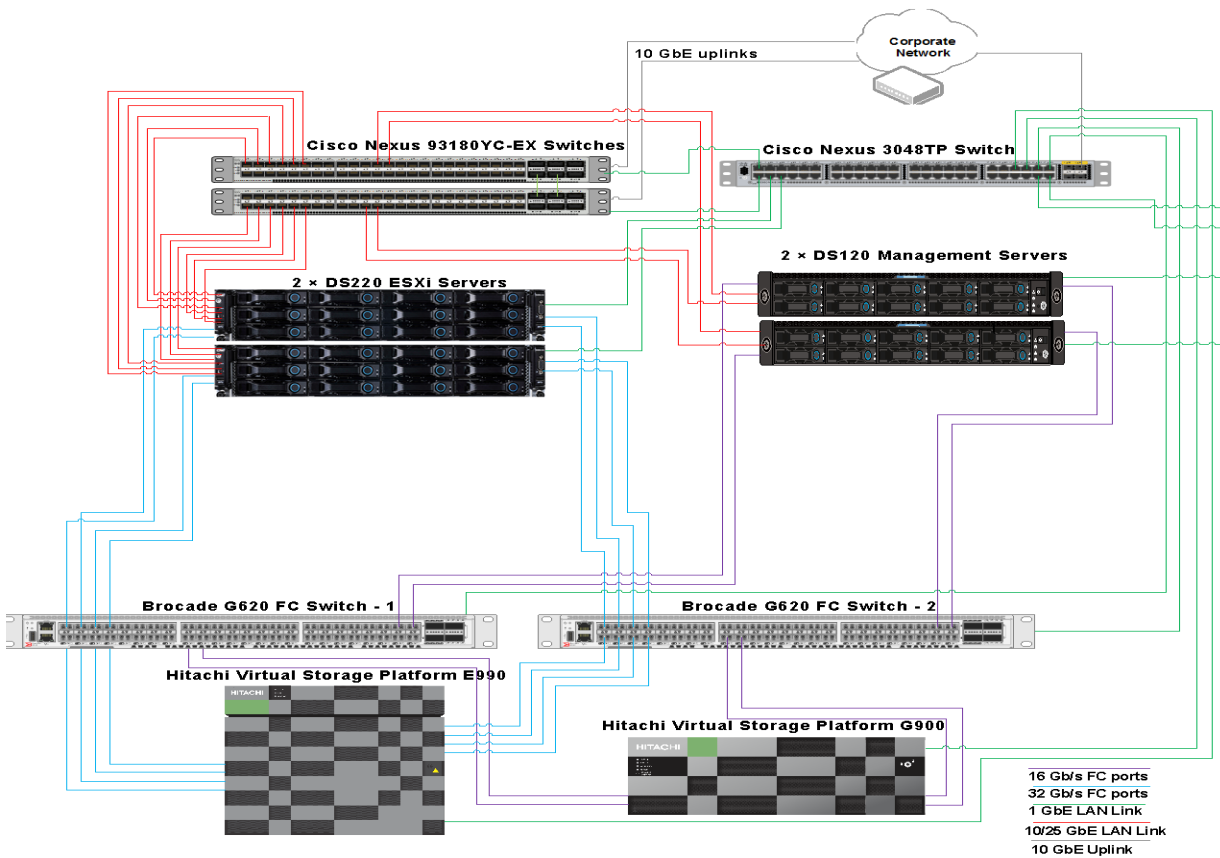 Corporate
Network
10 GbE uplinks
Cisco Nexus 93180YC-EX Switches
Cisco Nexus 3048TP Switch
2 × DS120 Management Servers
2 × DS220 ESXi Servers
Brocade G620 FC Switch - 1
Brocade G620 FC Switch - 2
Hitachi Virtual Storage Platform E990
HITACHI
Hitachi Virtual Storage Platform G900
HITACHI
16 Gb/s FC ports
32 Gb/s FC ports
1 GbE LAN Link
10/25 GbE LAN Link
10 GbE Uplink